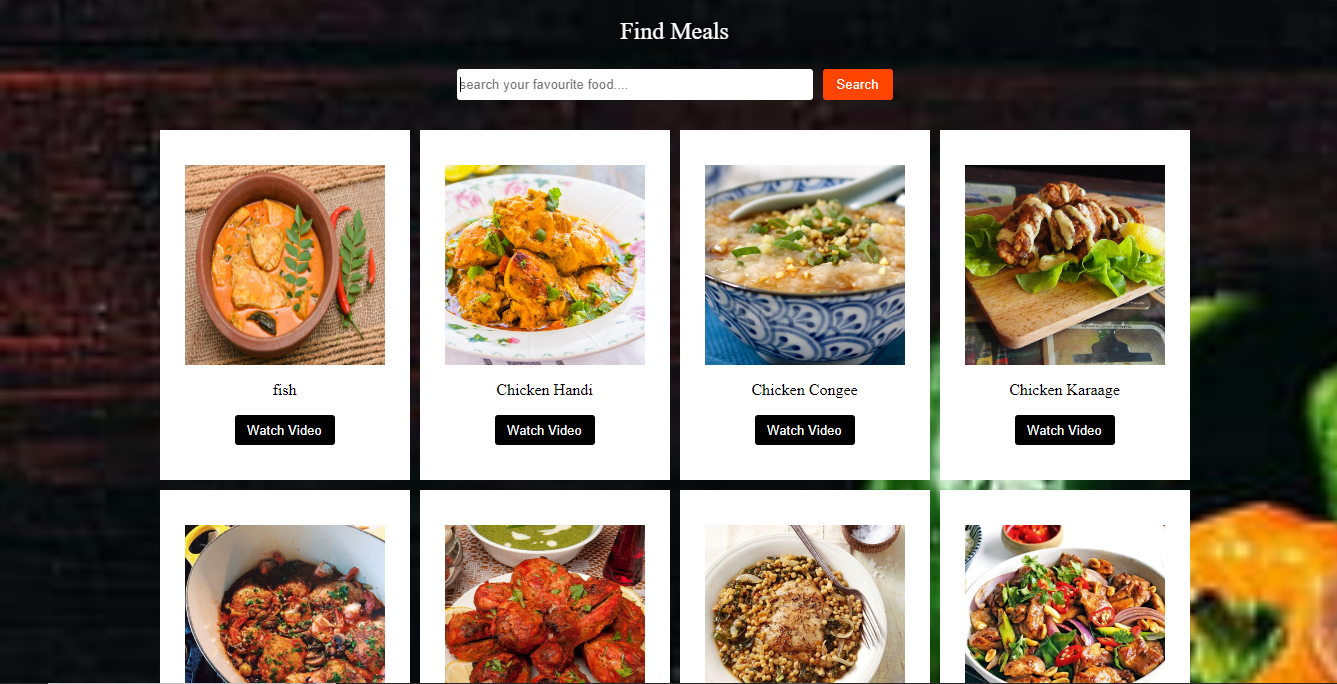 Find Meals
search your favourite food....
Search
fish
Chicken Handi
Chicken Congee
Chicken Karaage
Watch Video
Watch Video
Watch Video
Watch Video